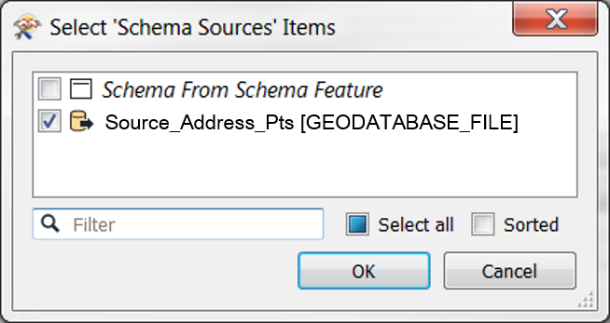 Select 'Schema Sources' Items
Schema From Schema Feature
Source_Address_Pts [GEODATABASE_FILE]
Filter
Select all
Sorted
OK
Cancel